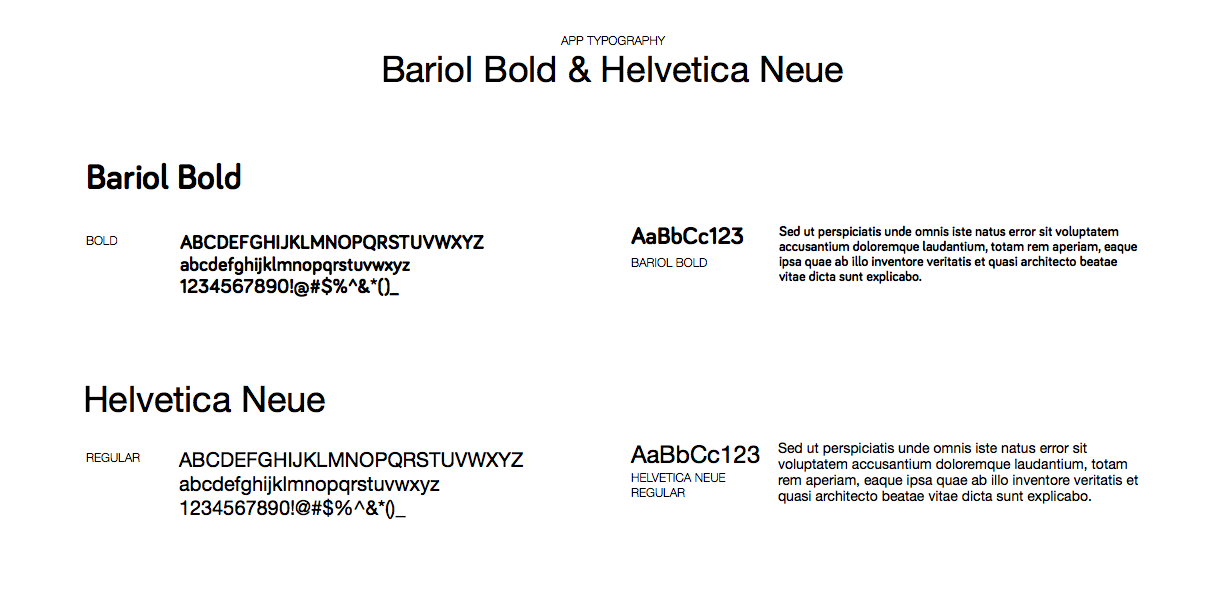 APP TYPOGRAPHY
Bariol Bold & Helvetica Neue
Bariol Bold
BOLD
ABCDEFGHIJKLMNOPQRSTUVWXYZ
abcdefghijklmnopqrstuvwxyz
1234567890!@#$%^&*()_
AaBbCc123
BARIOL BOLD
Sed ut perspiciatis unde omnis iste natus error sit voluptatem
accusantium doloremque laudantium, totam rem aperiam, eaque
ipsa quae ab illo inventore veritatis et quasi architecto beatae
vitae dicta sunt explicabo.
Helvetica Neue
REGULAR
ABCDEFGHIJKLMNOPQRSTUVWXYZ
abcdefghijklmnopqrstuvwxyz
1234567890!@#$%^&*()_
AaBbCc123
HELVETICA NEUE
REGULAR
Sed ut perspiciatis unde omnis iste natus error sit
voluptatem accusantium doloremque laudantium, totam
rem aperiam, eaque ipsa quae ab illo inventore veritatis et
quasi architecto beatae vitae dicta sunt explicabo.